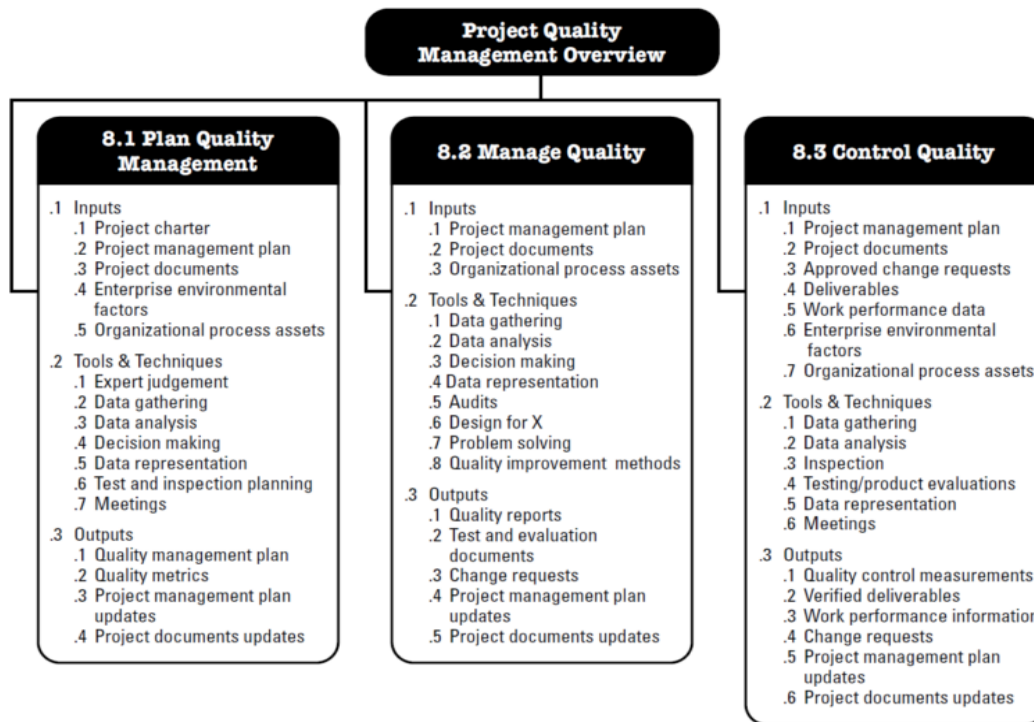 Project Quality
Management Overview
8.1 Plan Quality
Management
.1 Inputs
.1 Project charter
.2 Project management plan
.3 Project documents
.4 Enterprise environmental
factors
.5 Organizational process assets
.2 Tools & Techniques
.1 Expert judgement
.2 Data gathering
.3 Data analysis
.4 Decision making
.5 Data representation
.6 Test and inspection planning
.7 Meetings
.3 Outputs
.1 Quality management plan
.2 Quality metrics
.3 Project management plan
updates
.4 Project documents updates
8.2 Manage Quality
.1 Inputs
.1 Project management plan
.2 Project documents
.3 Organizational process assets
.2 Tools & Techniques
.1 Data gathering
.2 Data analysis
.3 Decision making
.4 Data representation
.5 Audits
.6 Design for X
.7 Problem solving
.8 Quality improvement methods
.3 Outputs
.1 Quality reports
.2 Test and evaluation
documents
.3 Change requests
.4 Project management plan
updates
.5 Project documents updates
8.3 Control Quality
.1 Inputs
.1 Project management plan
.2 Project documents
.3 Approved change requests
.4 Deliverables
.5 Work performance data
.6 Enterprise environmental
factors
.7 Organizational process assets
.2 Tools & Techniques
.1 Data gathering
.2 Data analysis
.3 Inspection
.4 Testing/product evaluations
.5 Data representation
.6 Meetings
.3 Outputs
.1 Quality control measurements
.2 Verified deliverables
.3 Work performance information
.4 Change requests
.5 Project management plan
updates
.6 Project documents updates